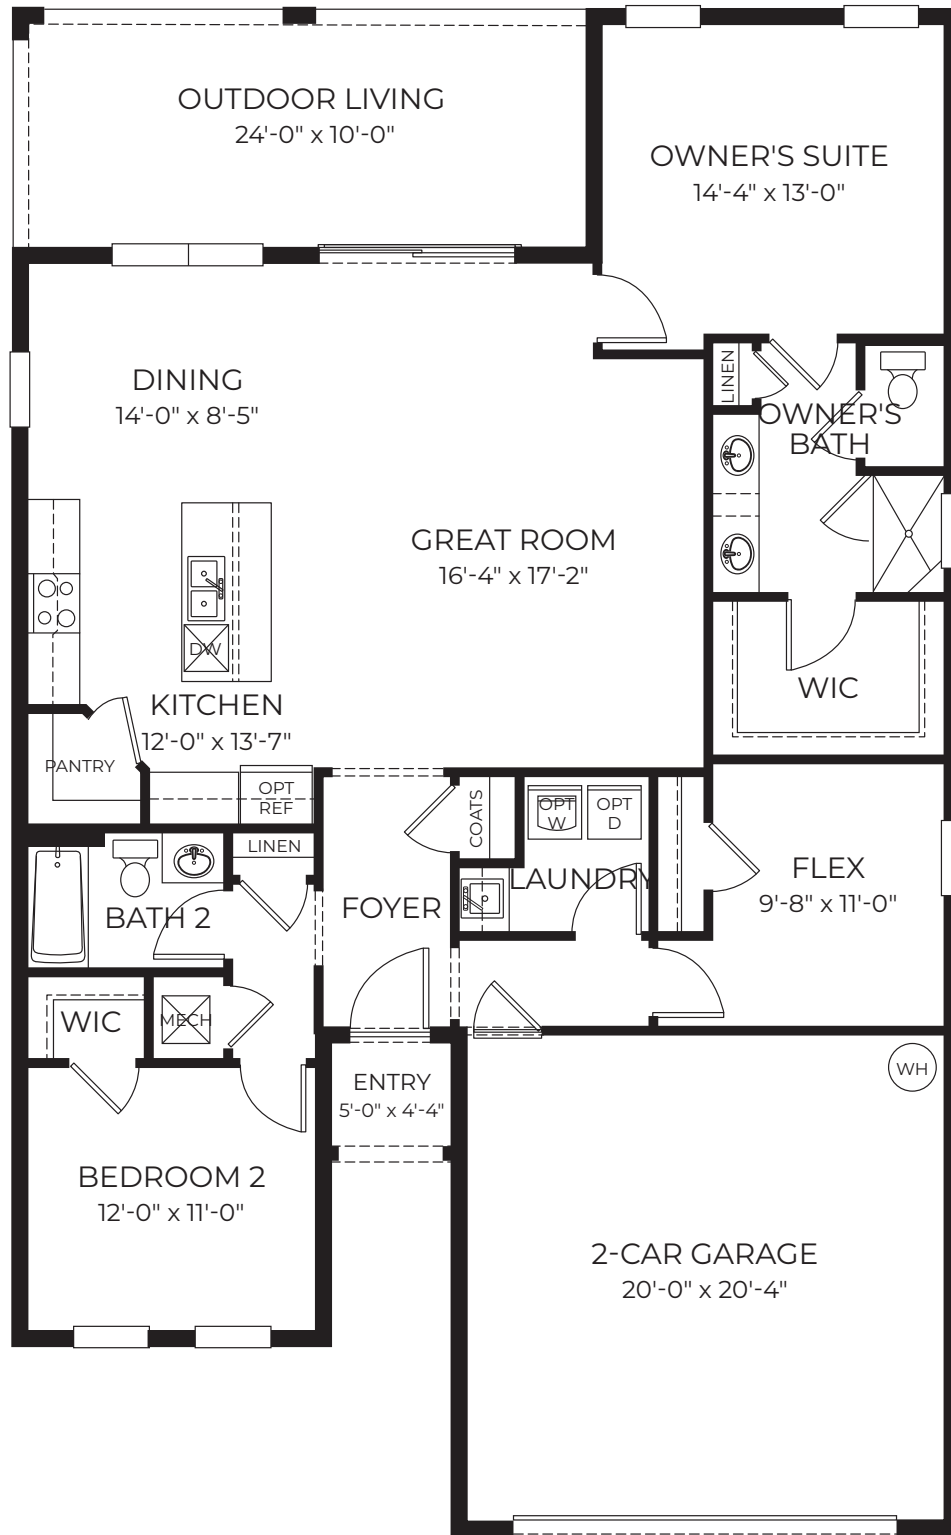 OUTDOOR LIVING
24'-0" x 10'-0"
OWNER'S SUITE
14'-4" x 13'-0"
DINING
14'-0" x 8'-5"
LINEN
OWNER'S
BATH
GREAT ROOM
16'-4" x 17'-2"
DW
KITCHEN
12'-0" x 13'-7"
WIC
PANTRY
OPT
REF
COATS
OPT
W
OPT
D
LINEN
LAUNDRY
FLEX
9'-8" x 11'-0"
BATH 2
FOYER
WIC
MECH
ENTRY
5'-0" x 4'-4"
WH
BEDROOM 2
12'-0" x 11'-0"
2-CAR GARAGE
20'-0" x 20'-4"